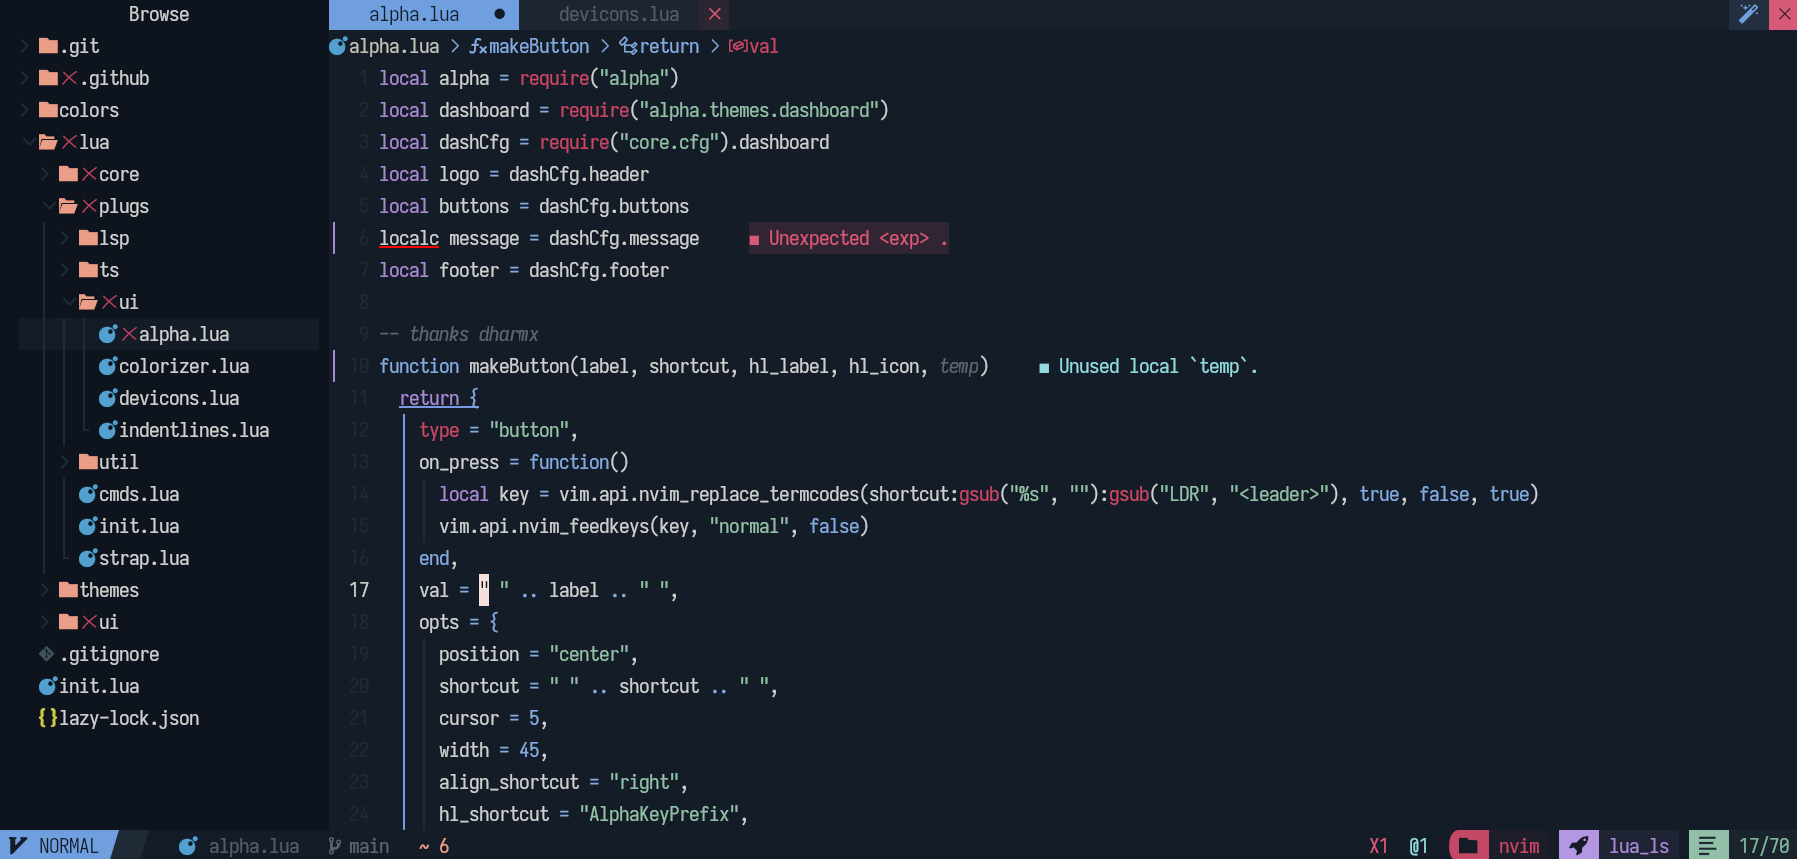 Browse
.git
.github
colors
lua
core
plugs
lsp
ts
ui
alpha.lua
colorizer.lua
devicons.lua
indentlines.lua
util
cmds.lua
init.lua
strap.lua
themes
ui
.gitignore
init.lua
{}lazy-lock.json
alpha.lua ● devicons.lua ×
alpha.lua > makeButton > return > val
1 local alpha = require("alpha")
2 local dashboard = require("alpha.themes.dashboard")
3 local dashCfg = require("core.cfg").dashboard
4 local logo = dashCfg.header
5 local buttons = dashCfg.buttons
6 localc message = dashCfg.message ■ Unexpected <exp> .
7 local footer = dashCfg.footer
8
9 -- thanks dharmx
10 function makeButton(label, shortcut, hl_label, hl_icon, temp) ■ Unused local `temp`.
11 return {
12 type = "button",
13 on_press = function()
14 local key = vim.api.nvim_replace_termcodes(shortcut:gsub("%s", ""):gsub("LDR", "<leader>"), true, false, true)
15 vim.api.nvim_feedkeys(key, "normal", false)
16 end,
17 val = " " .. label .. " ",
18 opts = {
19 position = "center",
20 shortcut = " " .. shortcut .. " ",
21 cursor = 5,
22 width = 45,
23 align_shortcut = "right",
24 hl_shortcut = "AlphaKeyPrefix",
NORMAL alpha.lua main ~ 6 X1 @1 nvim lua_ls 17/70